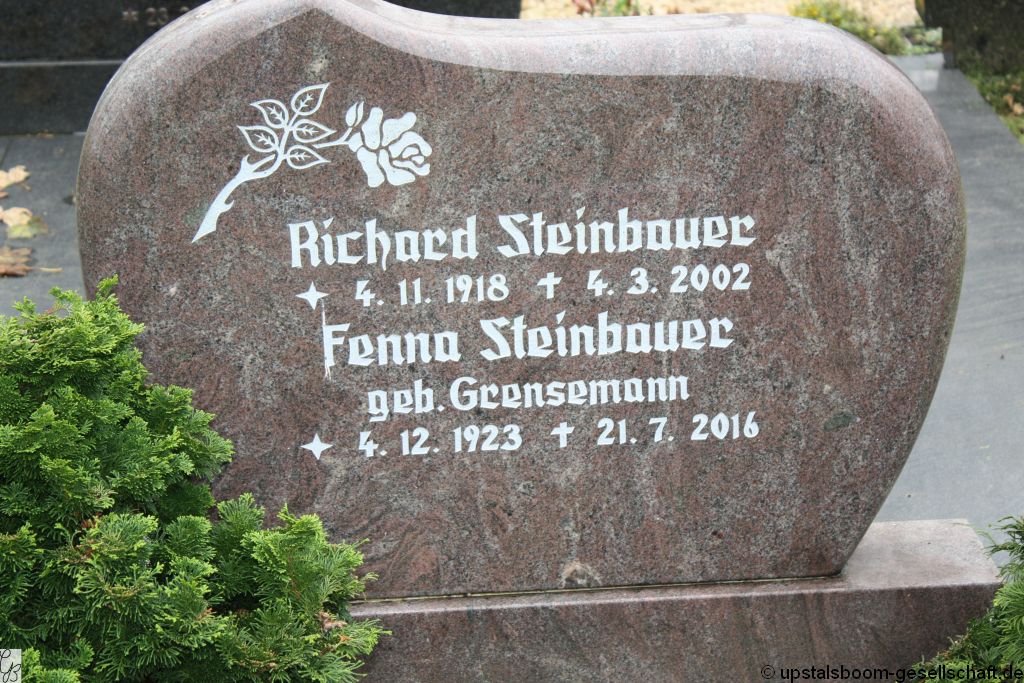 Richard Steinbauer
4. 11. 1918 † 4. 3. 2002
Fenna Steinbauer
geb. Grensemann
4. 12. 1923 † 21. 7. 2016
© upstalsboom-gesellschaft.de